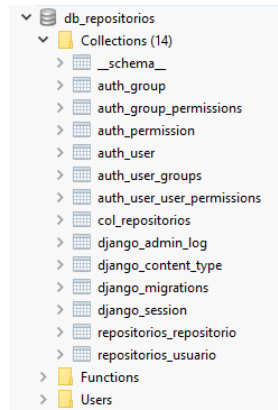 db_repositorios
Collections (14)
__schema__
auth_group
auth_group_permissions
auth_permission
auth_user
auth_user_groups
auth_user_user_permissions
col_repositorios
django_admin_log
django_content_type
django_migrations
django_session
repositorios_repositorio
repositorios_usuario
Functions
Users